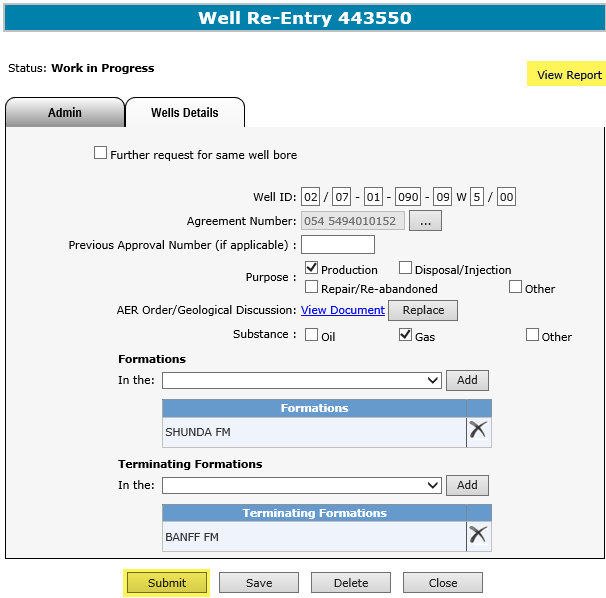 Well Re-Entry 443550
Status: Work in Progress
View Report
Admin Wells Details
Further request for same well bore
Well ID: 02 / 07 - 01 - 090 - 09 W 5 / 00
Agreement Number: 054 5494010152 ...
Previous Approval Number (if applicable) :
Purpose : Production Disposal/Injection
Repair/Re-abandoned Other
AER Order/Geological Discussion: View Document Replace
Substance : Oil Gas Other
Formations
In the: Add
Formations
SHUNDA FM
Terminating Formations
In the: Add
Terminating Formations
BANFF FM
Submit Save Delete Close